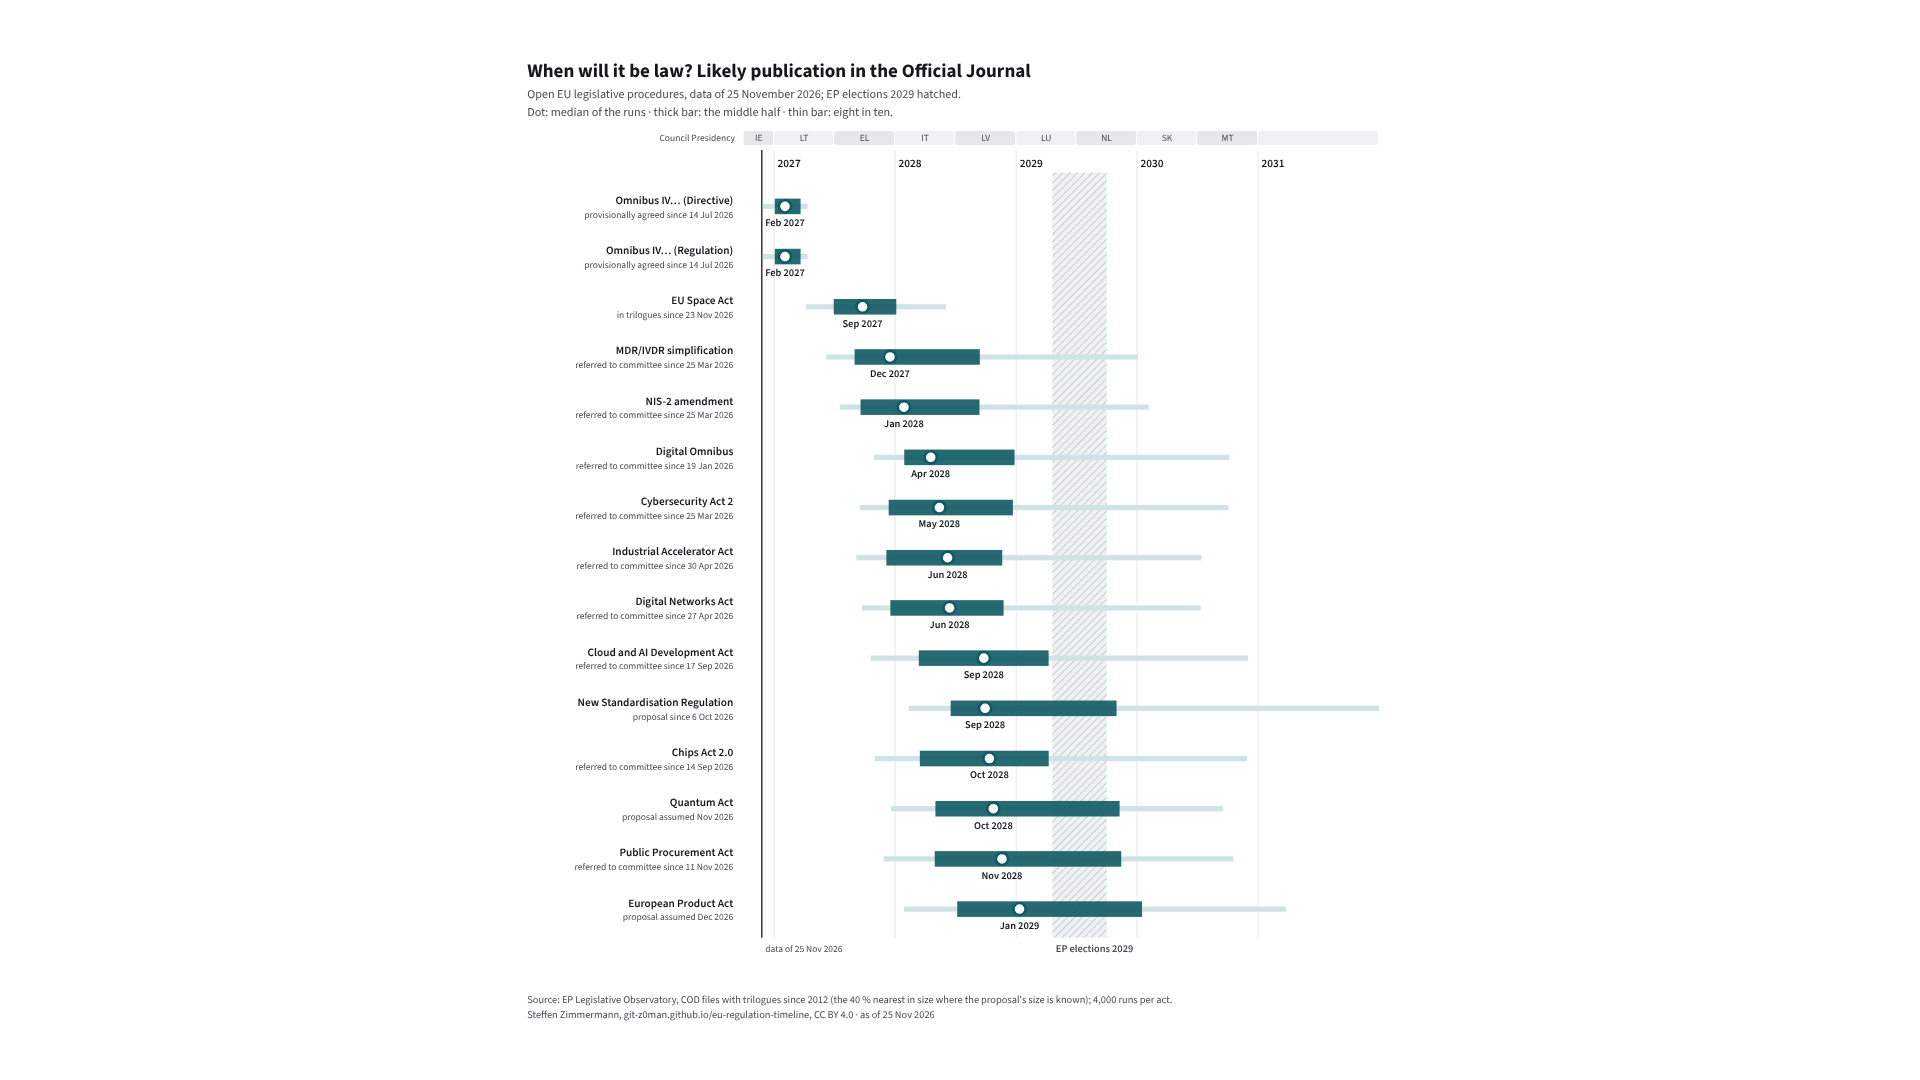 When will it be law? Likely publication in the Official Journal
Open EU legislative procedures, data of 25 November 2026; EP elections 2029 hatched.
Dot: median of the runs · thick bar: the middle half · thin bar: eight in ten.
Council Presidency IE LT EL IT LV LU NL SK MT
2027 2028 2029 2030 2031
Omnibus IV… (Directive)
provisionally agreed since 14 Jul 2026
Feb 2027
Omnibus IV… (Regulation)
provisionally agreed since 14 Jul 2026
Feb 2027
EU Space Act
in trilogues since 23 Nov 2026
Sep 2027
MDR/IVDR simplification
referred to committee since 25 Mar 2026
Dec 2027
NIS-2 amendment
referred to committee since 25 Mar 2026
Jan 2028
Digital Omnibus
referred to committee since 19 Jan 2026
Apr 2028
Cybersecurity Act 2
referred to committee since 25 Mar 2026
May 2028
Industrial Accelerator Act
referred to committee since 30 Apr 2026
Jun 2028
Digital Networks Act
referred to committee since 27 Apr 2026
Jun 2028
Cloud and AI Development Act
referred to committee since 17 Sep 2026
Sep 2028
New Standardisation Regulation
proposal since 6 Oct 2026
Sep 2028
Chips Act 2.0
referred to committee since 14 Sep 2026
Oct 2028
Quantum Act
proposal assumed Nov 2026
Oct 2028
Public Procurement Act
referred to committee since 11 Nov 2026
Nov 2028
European Product Act
proposal assumed Dec 2026
Jan 2029
data of 25 Nov 2026 EP elections 2029
Source: EP Legislative Observatory, COD files with trilogues since 2012 (the 40 % nearest in size where the proposal's size is known); 4,000 runs per act.
Steffen Zimmermann, git-z0man.github.io/eu-regulation-timeline, CC BY 4.0 · as of 25 Nov 2026